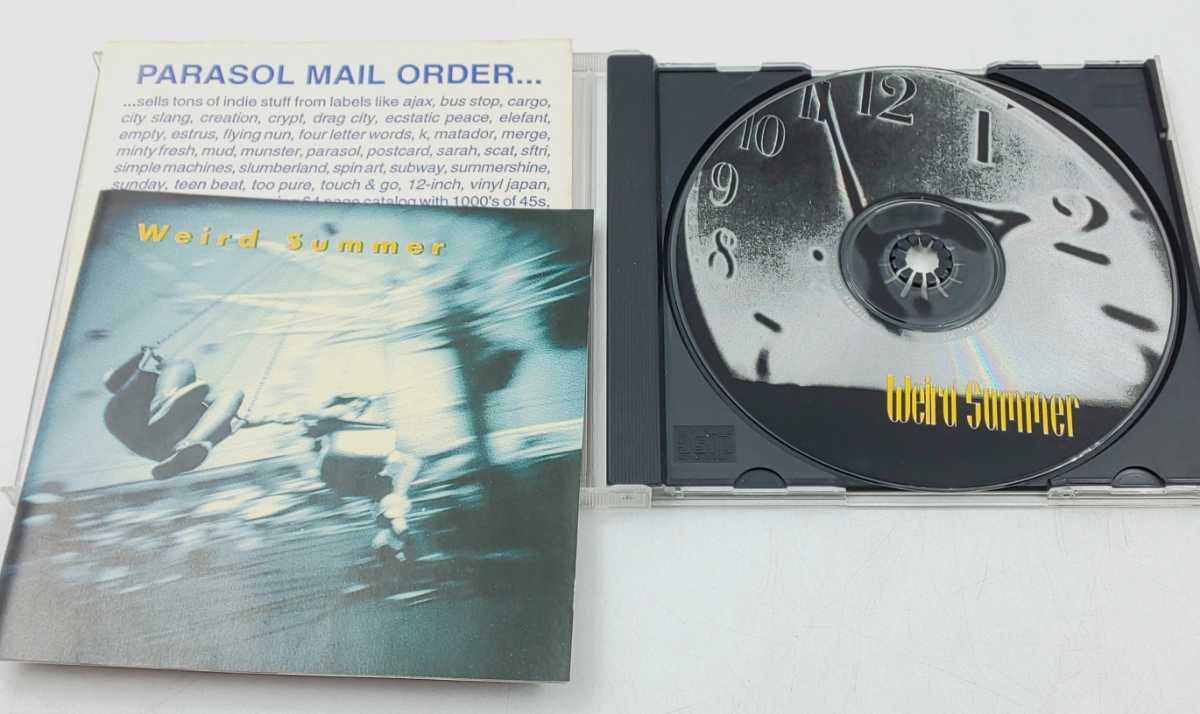 PARASOL MAIL ORDER...
...sells tons of indie stuff from labels like ajax, bus stop, cargo,
city slang, creation, crypt, drag city, ecstatic peace, elefant,
empty, estrus, flying nun, four letter words, k, matador, merge,
minty fresh, mud, munster, parasol, postcard, sarah, scat, sftri,
simple machines, slumberland, spin art, subway, summershine,
sunday, teen beat, too pure, touch & go, 12-inch, vinyl japan,
64 page catalog with 1000's of 45s,
Weird Summer
8 9 10 11 12 1 2
Weird Summer